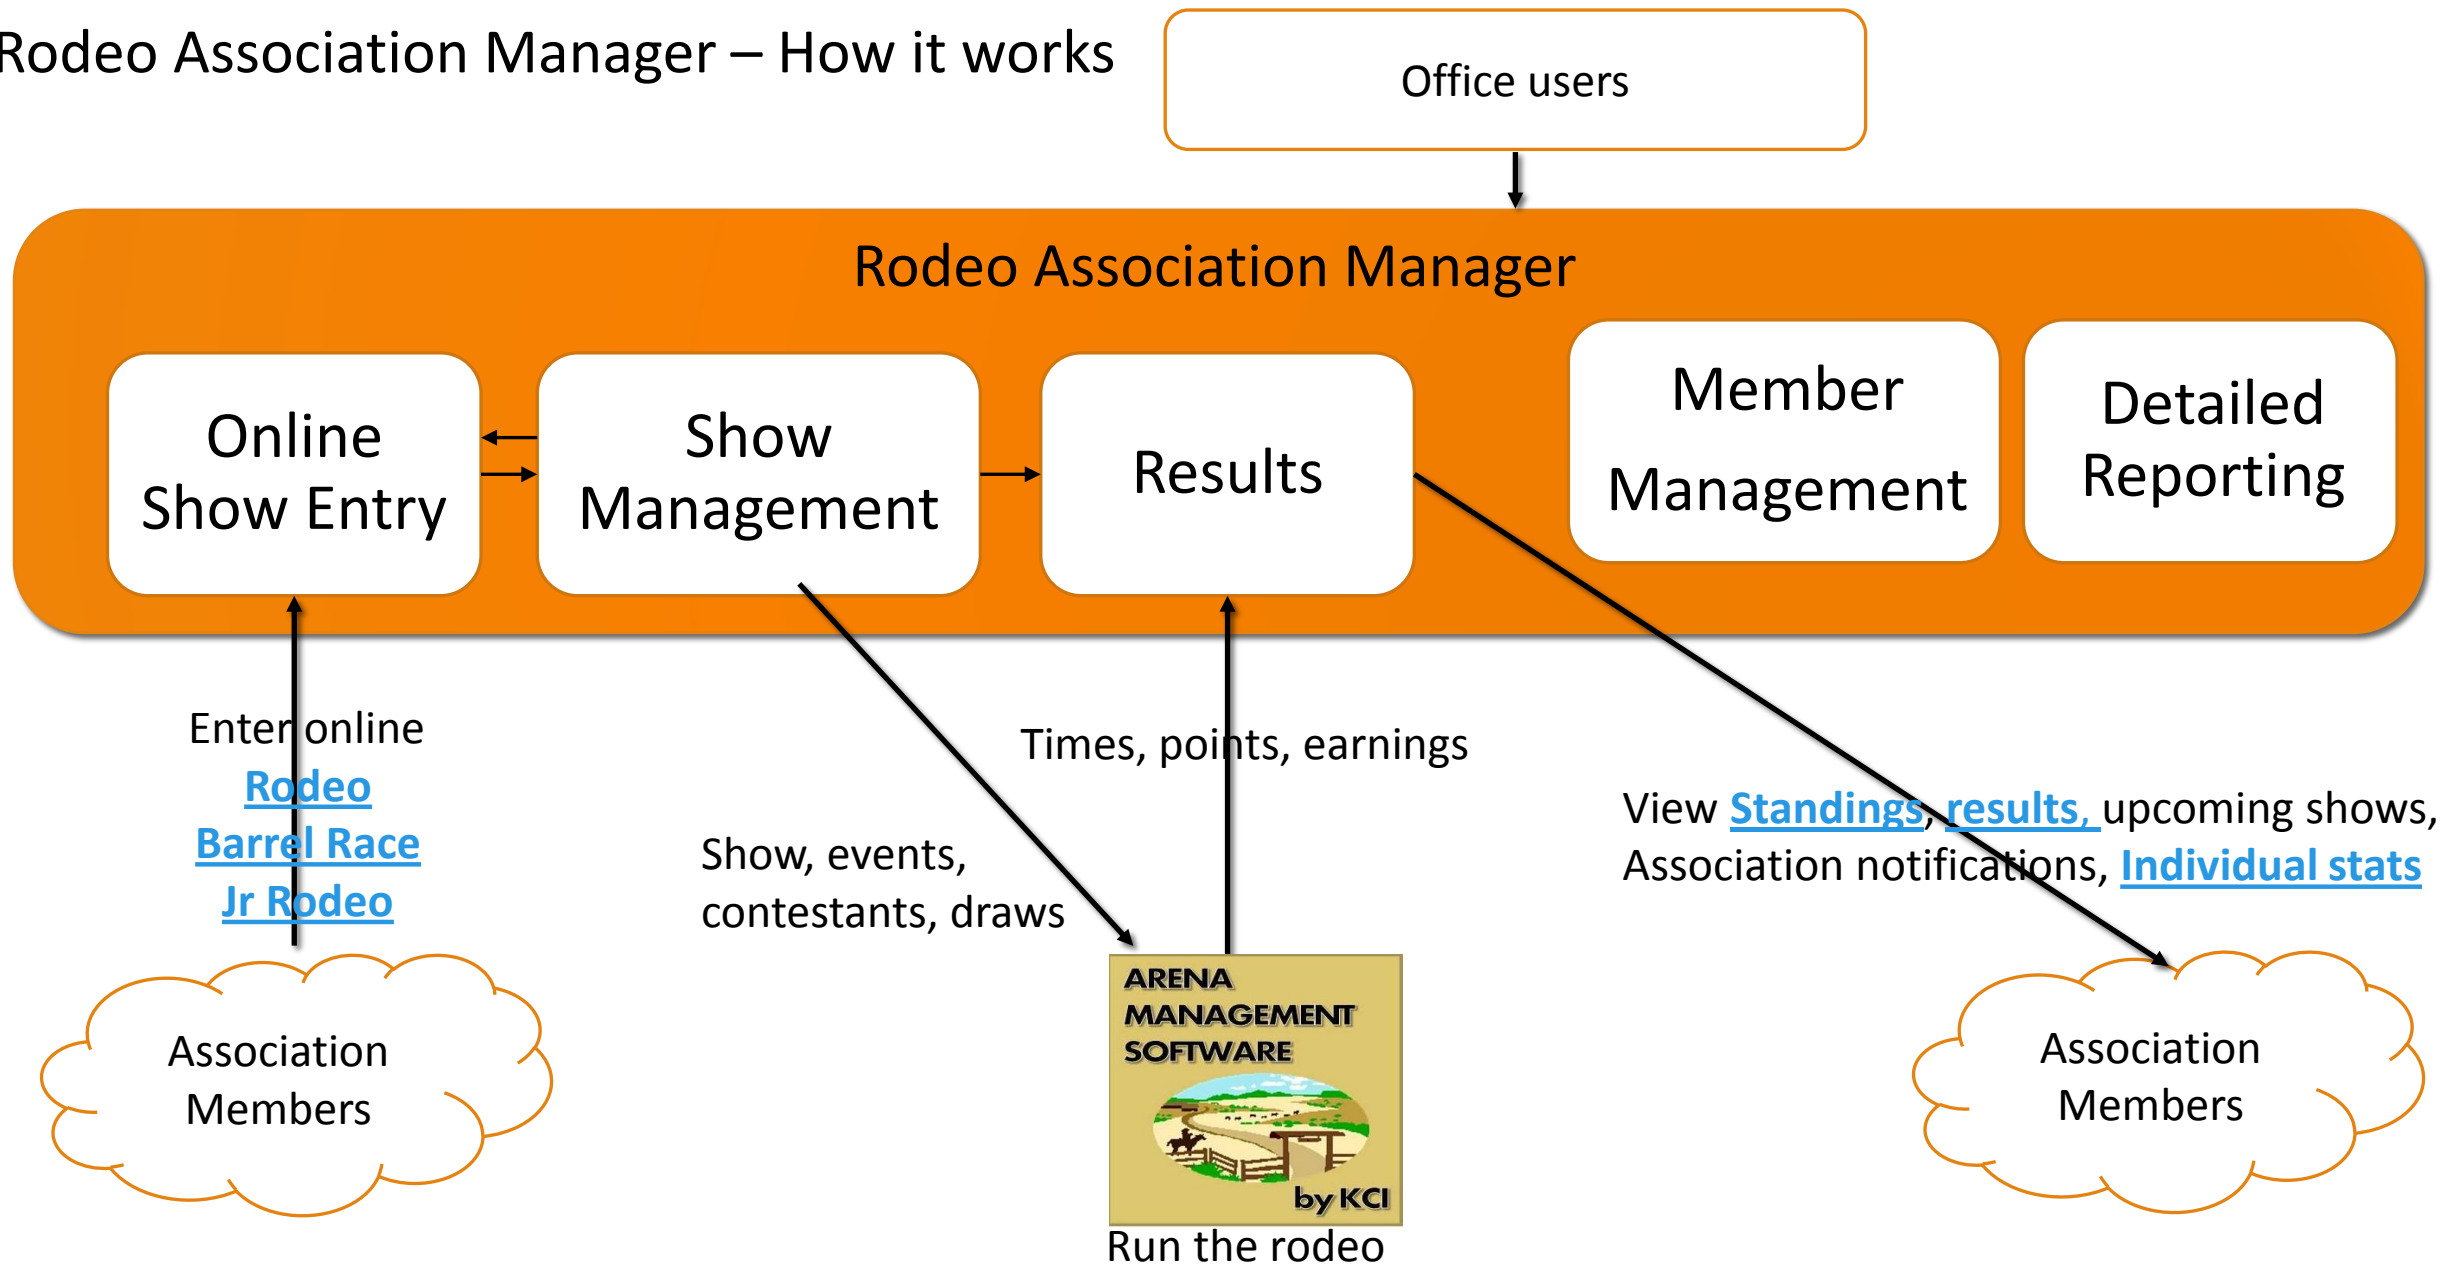 Rodeo Association Manager – How it works
Office users
Rodeo Association Manager
Online
Show Entry
Show
Management
Results
Member
Management
Detailed
Reporting
Enter online
Rodeo
Barrel Race
Jr Rodeo
Times, points, earnings
Show, events,
contestants, draws
View Standings, results, upcoming shows,
Association notifications, Individual stats
Association
Members
ARENA
MANAGEMENT
SOFTWARE
by KCI
Run the rodeo
Association
Members